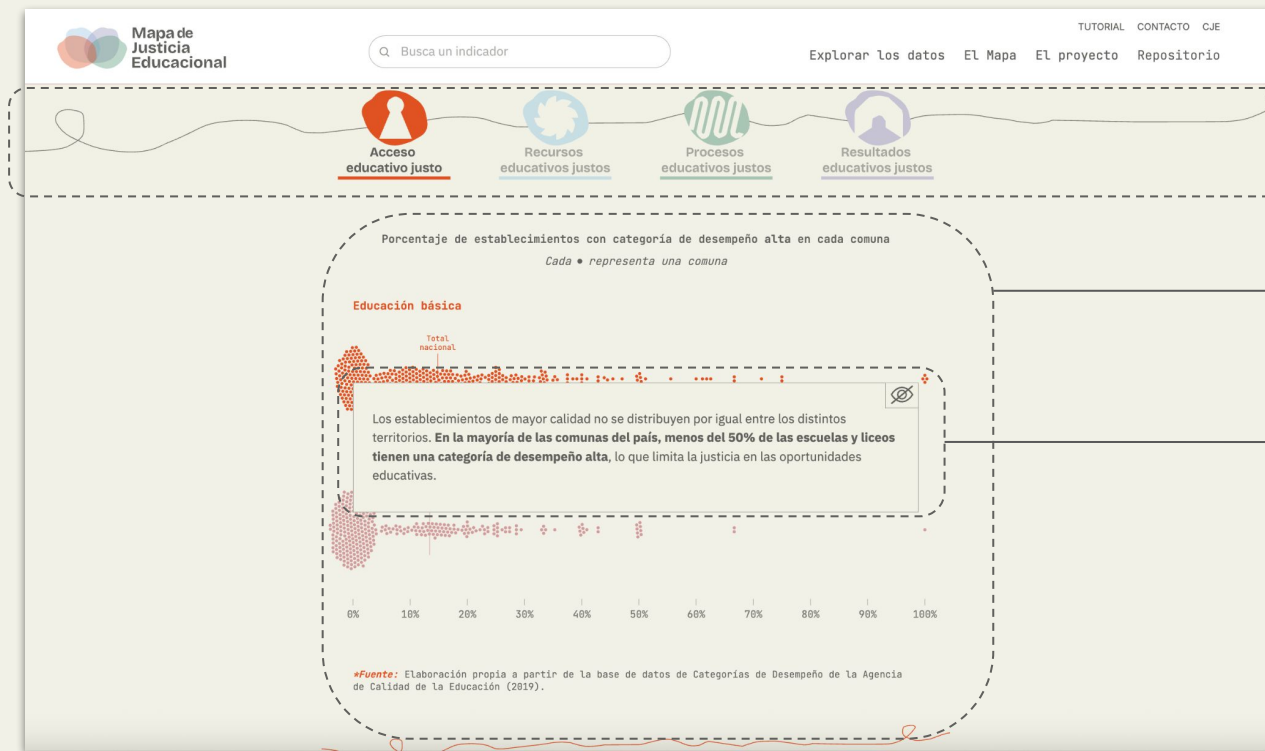 Mapa de
Justicia
Educacional
Busca un indicador
TUTORIAL CONTACTO CJE
Explorar los datos El Mapa El proyecto Repositorio
Acceso
educativo justo
Recursos
educativos justos
Procesos
educativos justos
Resultados
educativos justos
Porcentaje de establecimientos con categoría de desempeño alta en cada comuna
Cada • representa una comuna
Educación básica
Total
nacional
Los establecimientos de mayor calidad no se distribuyen por igual entre los distintos
territorios. En la mayoría de las comunas del país, menos del 50% de las escuelas y liceos
tienen una categoría de desempeño alta, lo que limita la justicia en las oportunidades
educativas.
0% 10% 20% 30% 40% 50% 60% 70% 80% 90% 100%
*Fuente: Elaboración propia a partir de la base de datos de Categorías de Desempeño de la Agencia
de Calidad de la Educación (2019).